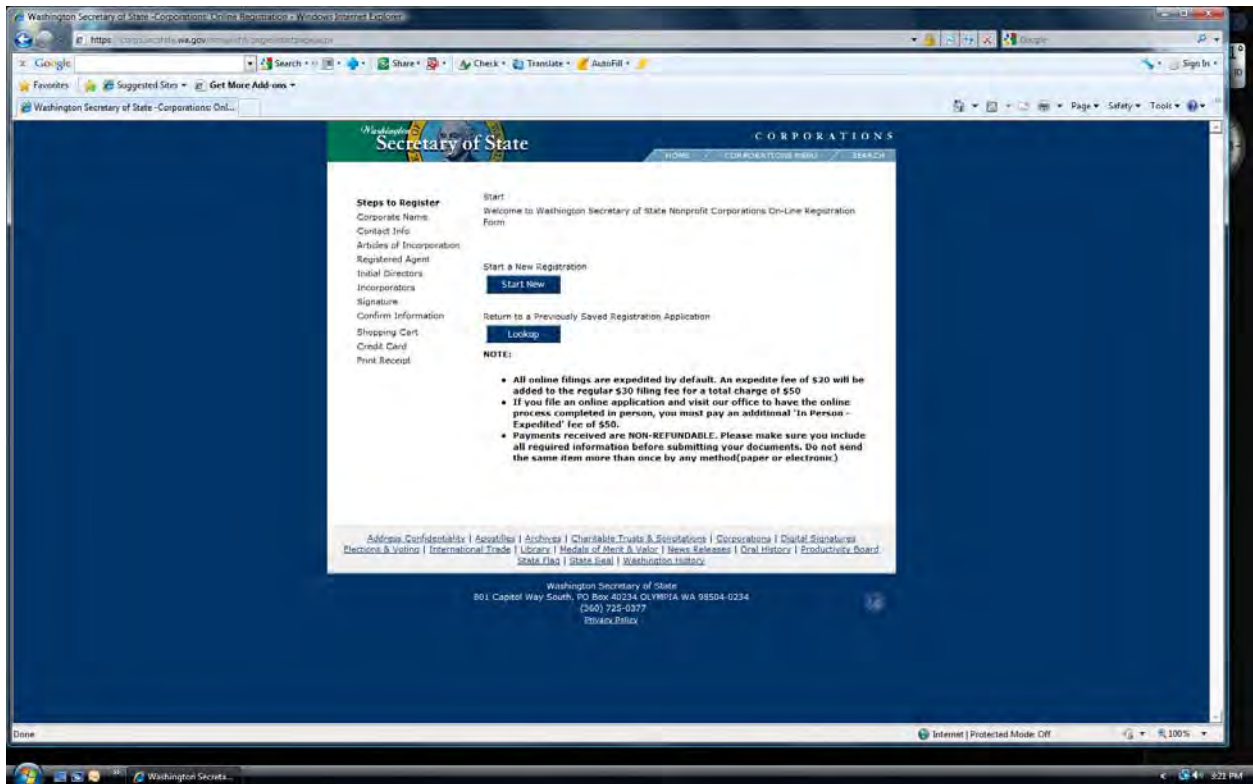 Washington Secretary of State - Corporations: Online Registration - Windows Internet Explorer
Google
Search
Share
Check
Translate
AutoFill
Sign In
Favorites
Suggested Sites
Get More Add-ons
Washington Secretary of State - Corporations: Onl...
Page
Safety
Tools
Washington
Secretary of State
CORPORATIONS
HOME
CORPORATIONS MENU
SEARCH
Steps to Register
Corporate Name
Contact Info
Articles of Incorporation
Registered Agent
Initial Directors
Incorporators
Signature
Confirm Information
Shopping Cart
Credit Card
Print Receipt
Start
Welcome to Washington Secretary of State Nonprofit Corporations On-Line Registration
Form
Start a New Registration
Start New
Return to a Previously Saved Registration Application
Lookup
NOTE:
• All online filings are expedited by default. An expedite fee of $20 will be
added to the regular $30 filing fee for a total charge of $50
• If you file an online application and visit our office to have the online
process completed in person, you must pay an additional 'In Person -
Expedited' fee of $50.
• Payments received are NON-REFUNDABLE. Please make sure you include
all required information before submitting your documents. Do not send
the same item more than once by any method(paper or electronic)
Address Confidentiality | Apostilles | Archives | Charitable Trusts & Solicitations | Corporations | Digital Signatures
Elections & Voting | International Trade | Library | Medals of Merit & Valor | News Releases | Oral History | Productivity Board
State Flag | State Seal | Washington History
Washington Secretary of State
801 Capitol Way South, PO Box 40234 OLYMPIA WA 98504-0234
(360) 725-0377
Privacy Policy
Done
Internet | Protected Mode: Off
100%
Washington Secreta...
3:21 PM